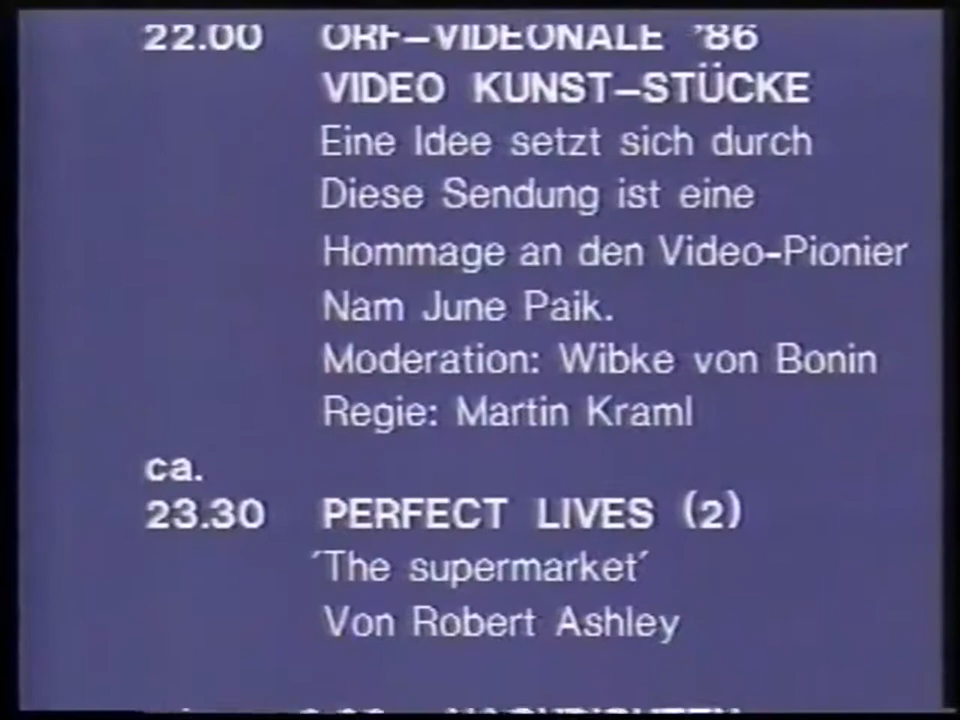 22.00 ORF–VIDEONALE '86
VIDEO KUNST–STÜCKE
Eine Idee setzt sich durch
Diese Sendung ist eine
Hommage an den Video-Pionier
Nam June Paik.
Moderation: Wibke von Bonin
Regie: Martin Kraml
ca.
23.30 PERFECT LIVES (2)
´The supermarket´
Von Robert Ashley